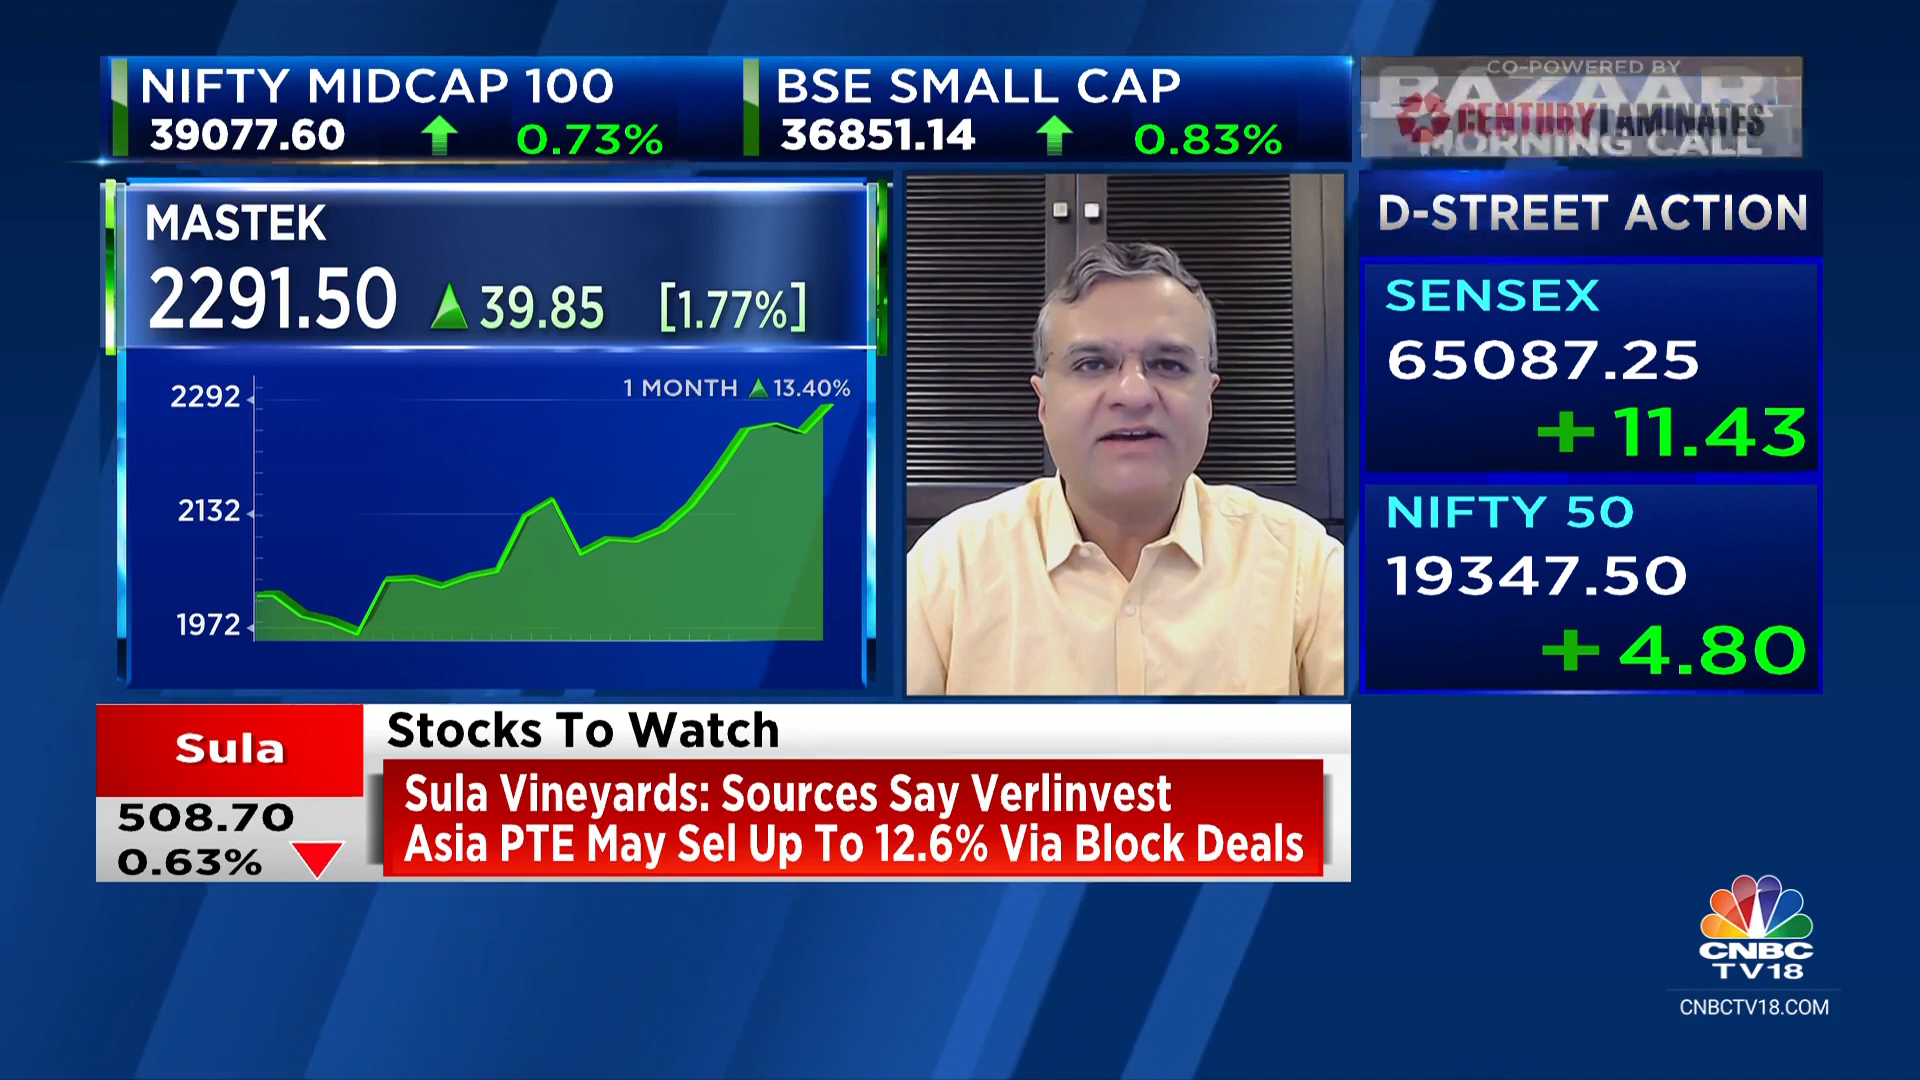 NIFTY MIDCAP 100
39077.60 0.73%
BSE SMALL CAP
36851.14 0.83%
CO-POWERED BY
BAZAAR
CENTURY LAMINATES
MORNING CALL
MASTEK
2291.50 39.85 [1.77%]
1 MONTH 13.40%
2292
2132
1972
D-STREET ACTION
SENSEX
65087.25
+ 11.43
NIFTY 50
19347.50
+ 4.80
Sula
508.70
0.63%
Stocks To Watch
Sula Vineyards: Sources Say Verlinvest
Asia PTE May Sel Up To 12.6% Via Block Deals
CNBC
TV18
CNBCTV18.COM